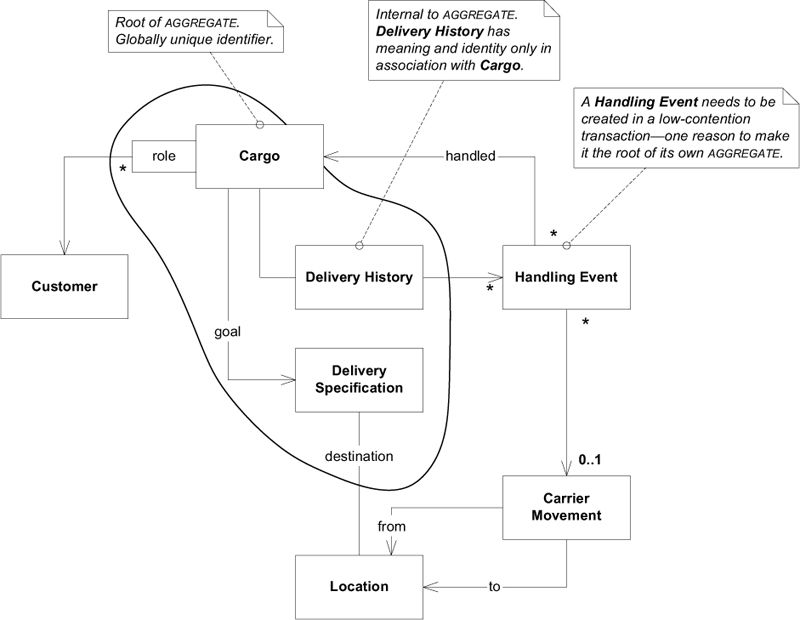 Root of AGGREGATE.
Globally unique identifier.
Internal to AGGREGATE.
Delivery History has
meaning and identity only in
association with Cargo.
A Handling Event needs to be
created in a low-contention
transaction—one reason to make
it the root of its own AGGREGATE.
*
role
Cargo
handled
*
Customer
Delivery History
*
Handling Event
*
goal
Delivery
Specification
destination
0..1
Carrier
Movement
from
Location
to